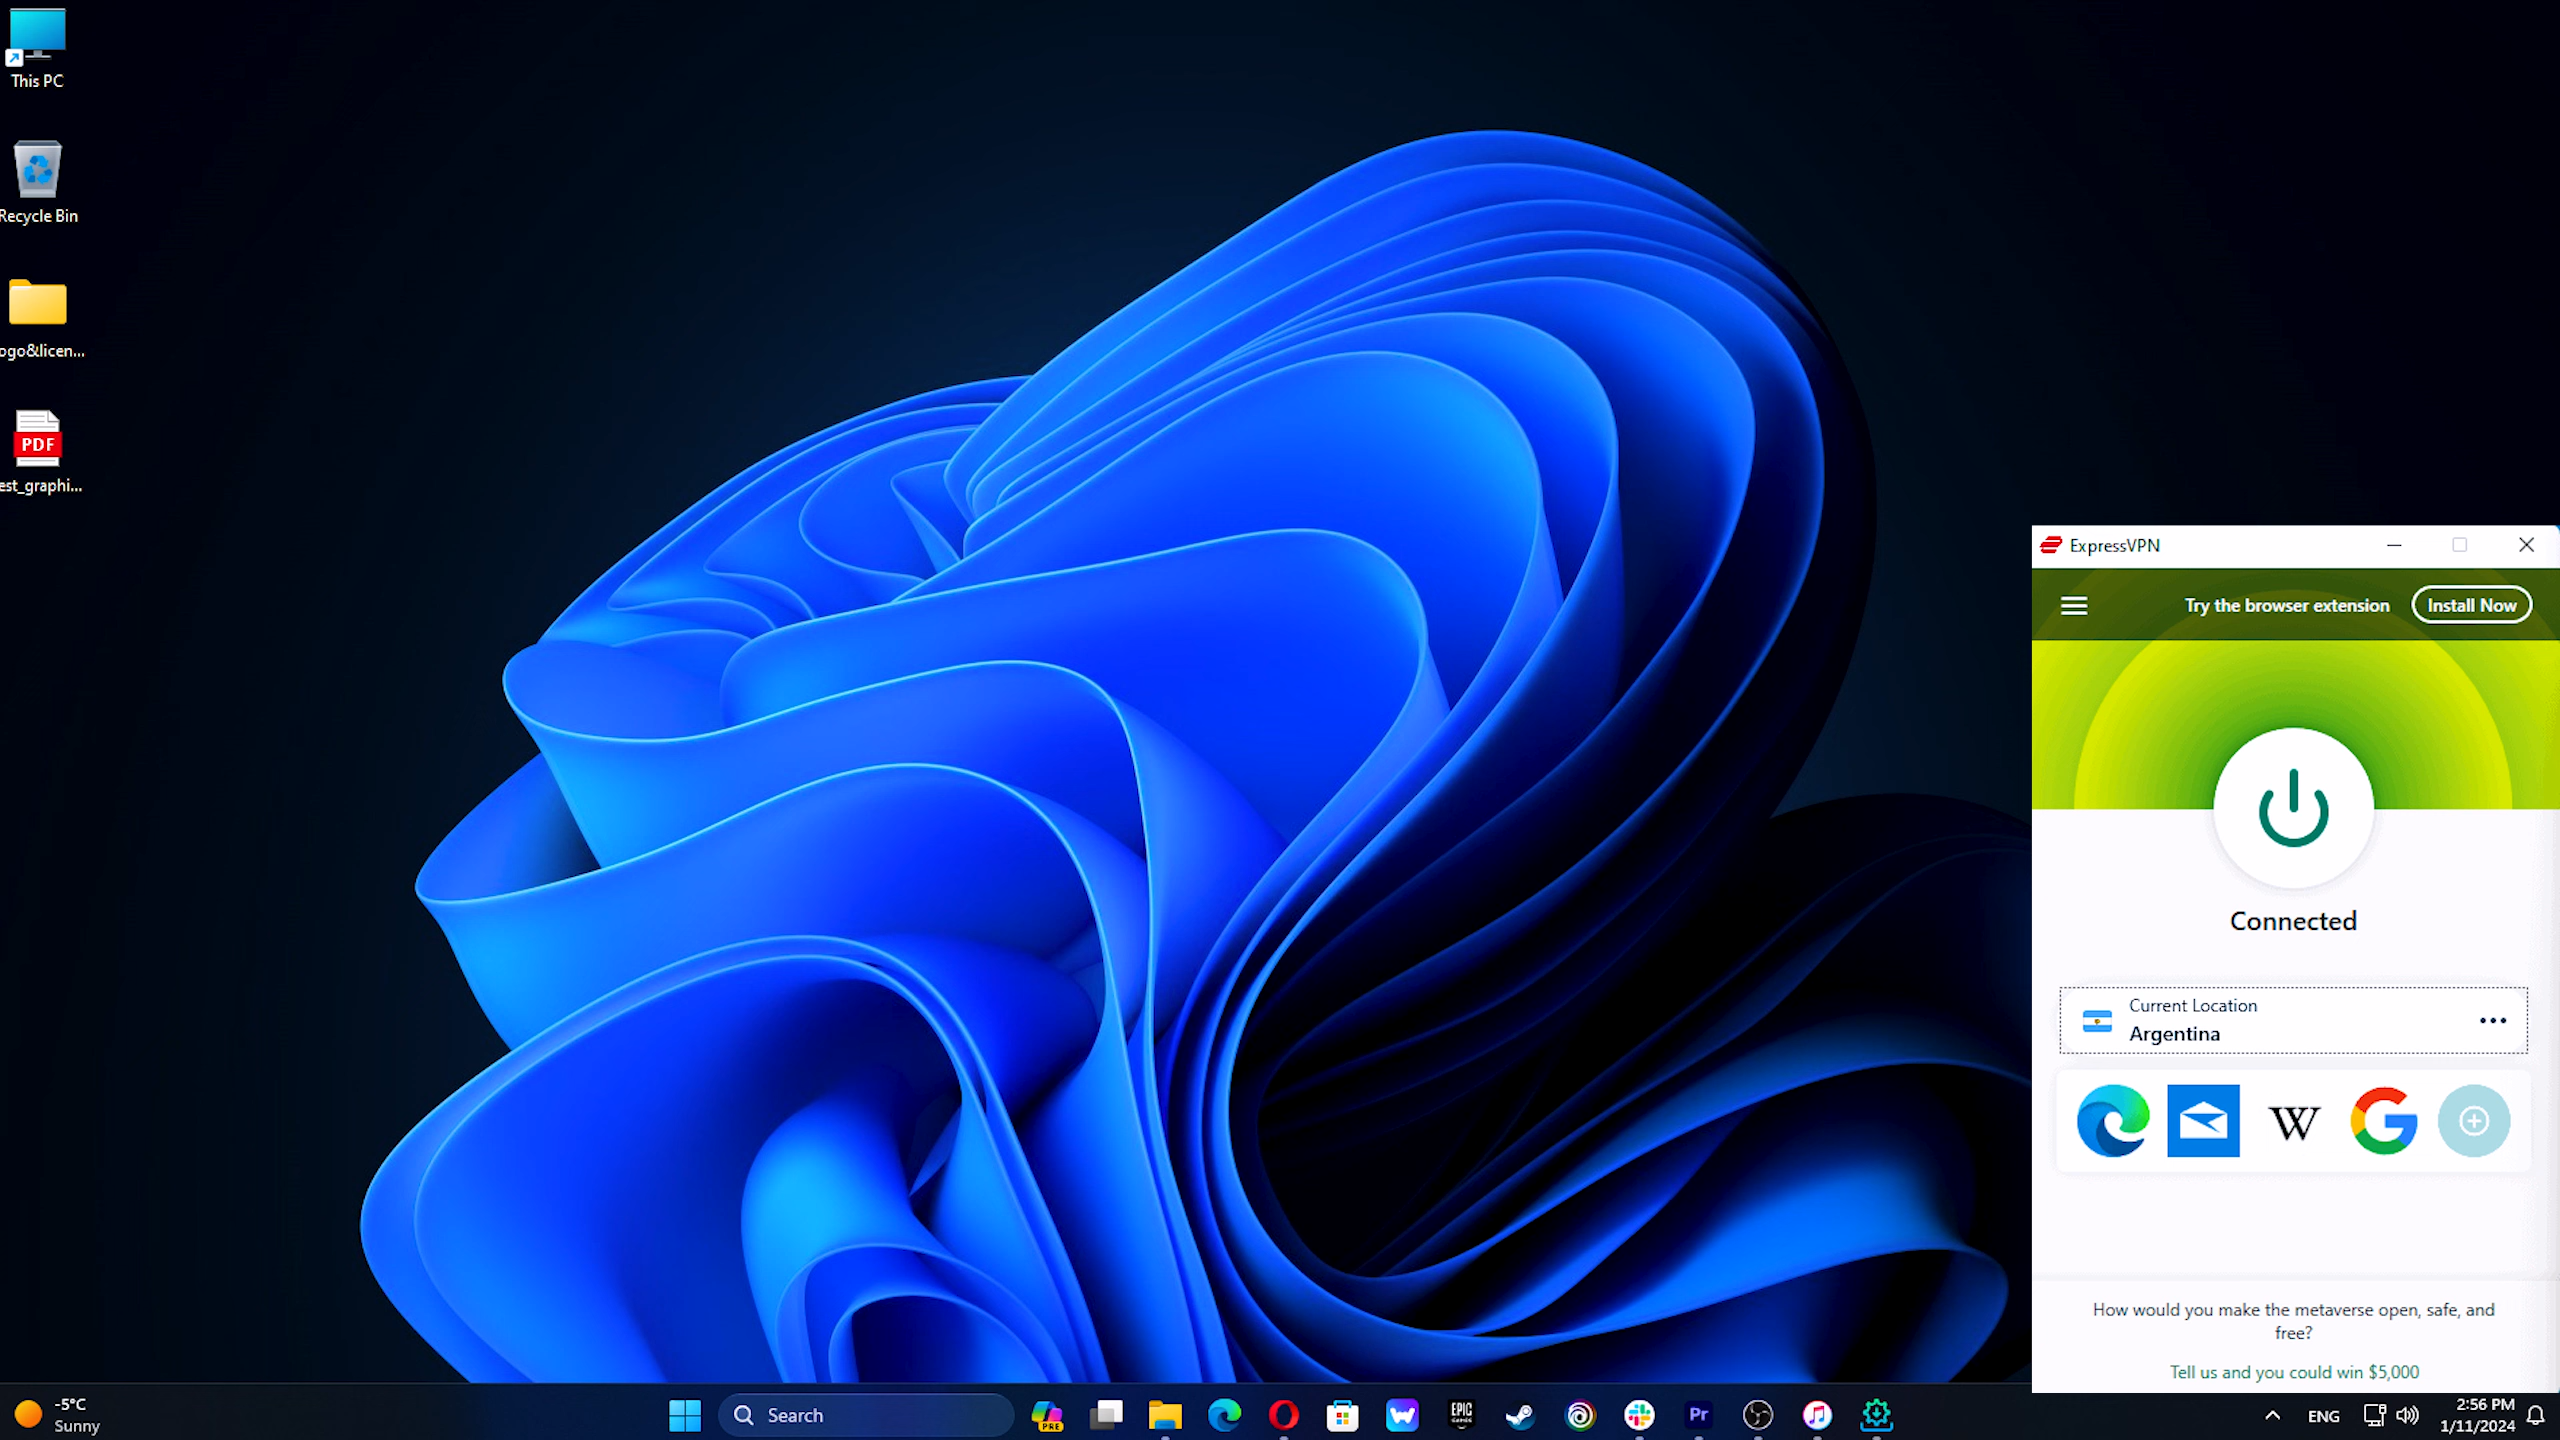 This PC
Recycle Bin
ogo&licen...
PDF
est_graphi...
ExpressVPN
Try the browser extension
Install Now
Connected
Current Location
Argentina
W
G
How would you make the metaverse open, safe, and
free?
Tell us and you could win $5,000
-5°C
Sunny
Search
PRE
EPIC
GAMES
Pr
ENG
2:56 PM
1/11/2024